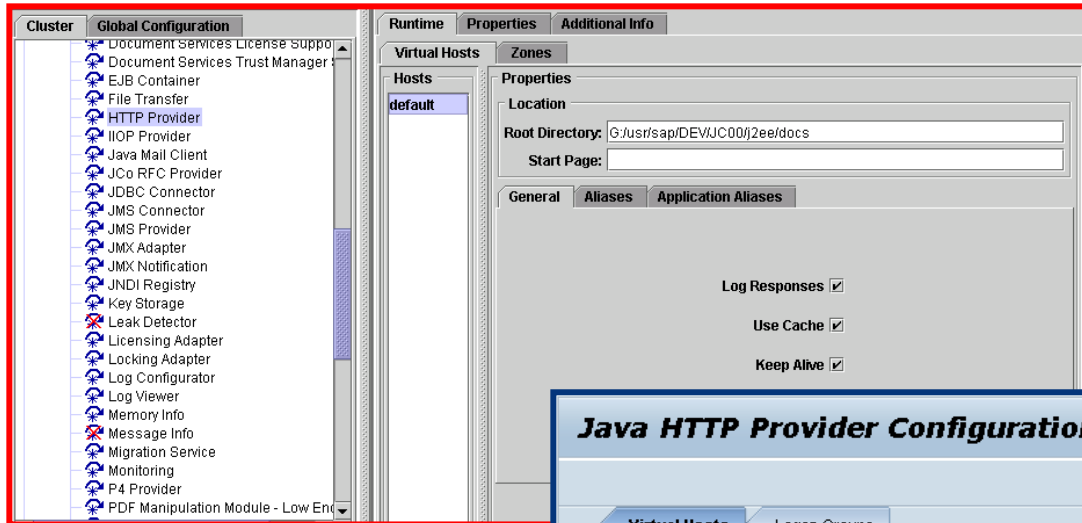 Cluster Global Configuration
Document Services License Suppo
Document Services Trust Manager
EJB Container
File Transfer
HTTP Provider
IIOP Provider
Java Mail Client
JCo RFC Provider
JDBC Connector
JMS Connector
JMS Provider
JMX Adapter
JMX Notification
JNDI Registry
Key Storage
Leak Detector
Licensing Adapter
Locking Adapter
Log Configurator
Log Viewer
Memory Info
Message Info
Migration Service
Monitoring
P4 Provider
PDF Manipulation Module - Low End
Runtime Properties Additional Info
Virtual Hosts Zones
Hosts
default
Properties
Location
Root Directory: G:/usr/sap/DEV/JC00/j2ee/docs
Start Page:
General Aliases Application Aliases
Log Responses
Use Cache
Keep Alive
Java HTTP Provider Configuration
Virtual Hosts Logon Groups